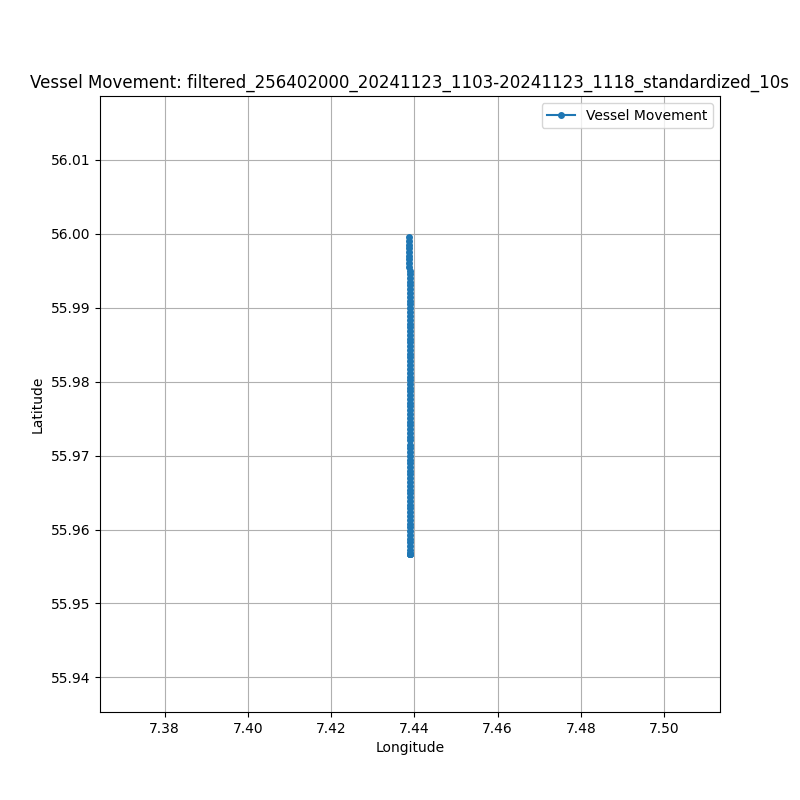 Vessel Movement: filtered_256402000_20241123_1103-20241123_1118_standardized_10s
Vessel Movement
56.01
56.00
55.99
55.98
55.97
55.96
55.95
55.94
Latitude
7.38 7.40 7.42 7.44 7.46 7.48 7.50
Longitude